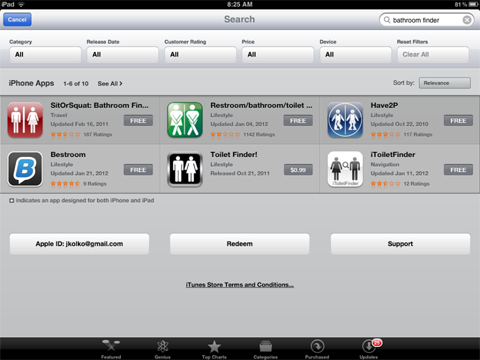 iPad 8:25 AM 81%
Cancel Search bathroom finder
Category Release Date Customer Rating Price Device Reset Filters
All All All All All Clear All
iPhone Apps 1-6 of 10 See All > Sort by: Relevance
SitOrSquat: Bathroom Fin... Restroom/bathroom/toilet ... Have2P
Travel Lifestyle Lifestyle
Updated Feb 16, 2011 FREE Updated Jan 04, 2012 FREE Updated Oct 22, 2010 FREE
187 Ratings 1142 Ratings 117 Ratings
Bestroom Toilet Finder! iToiletFinder
Lifestyle Lifestyle Navigation
Updated Jan 11, 2012 FREE Released Oct 21, 2011 $0.99 Updated Jan 12, 2012 FREE
9 Ratings iToiletFinder 12 Ratings
indicates an app designed for both iPhone and iPad
Apple ID: jkolko@gmail.com Redeem Support
iTunes Store Terms and Conditions...
Featured Genius Top Charts Categories Purchased Updates